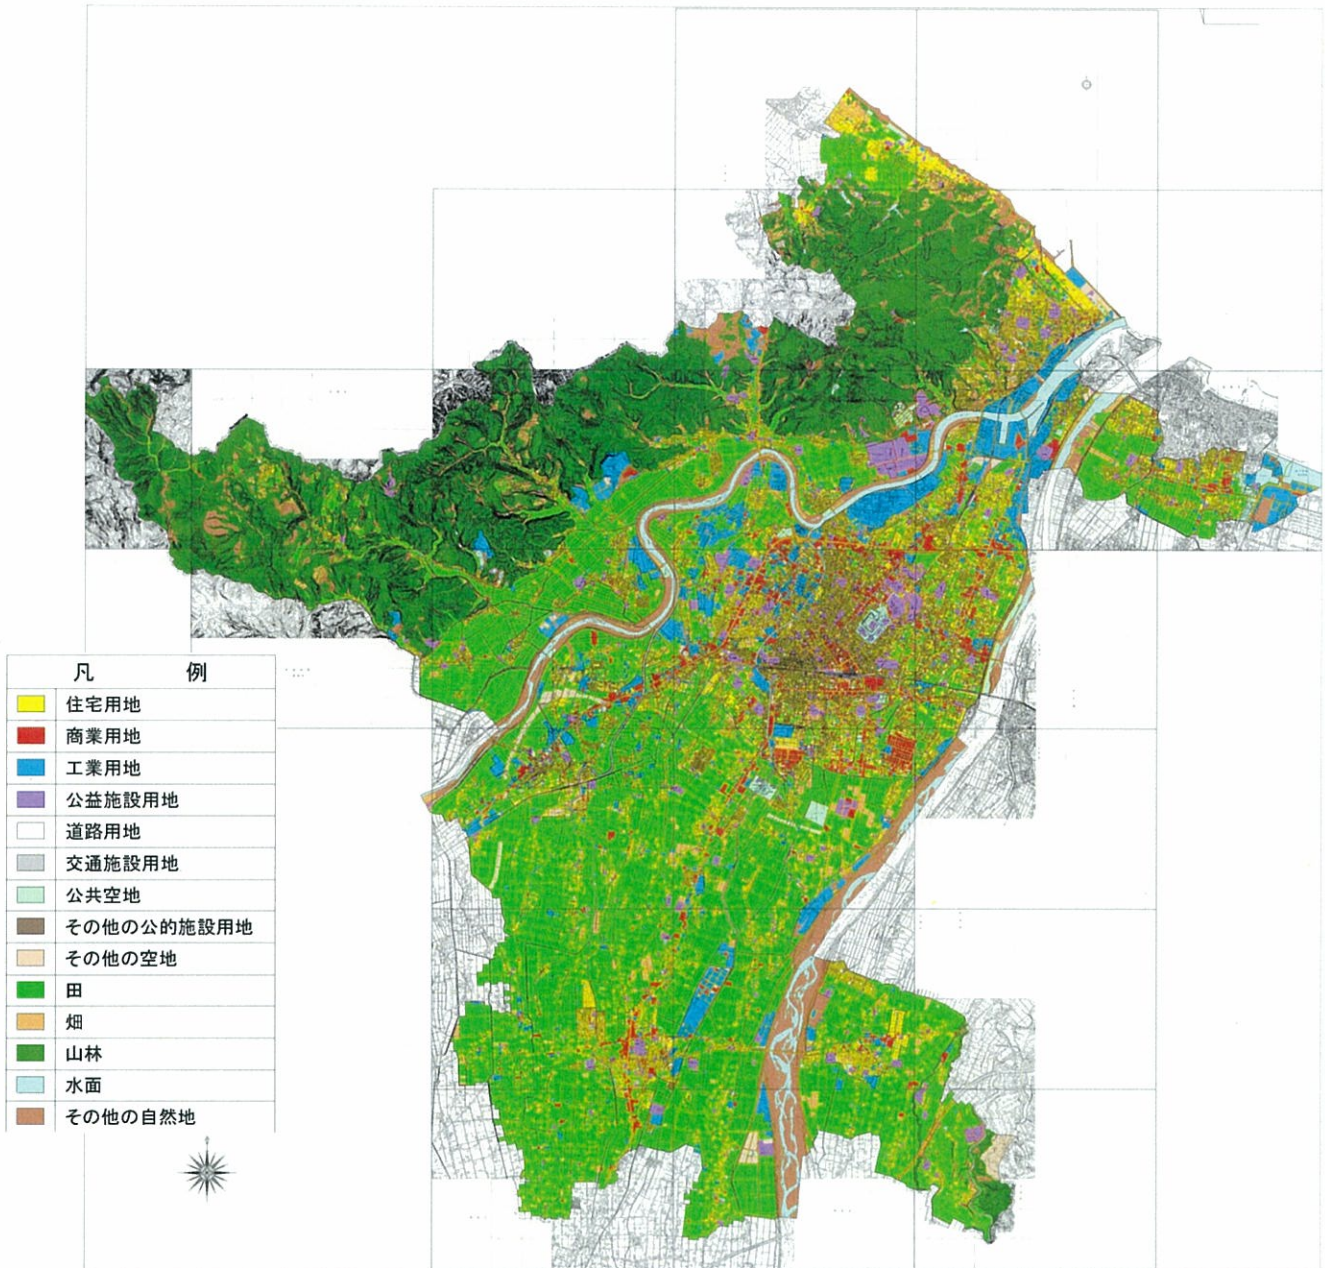 凡 例
住宅用地
商業用地
工業用地
公益施設用地
道路用地
交通施設用地
公共空地
その他の公的施設用地
その他の空地
田
畑
山林
水面
その他の自然地